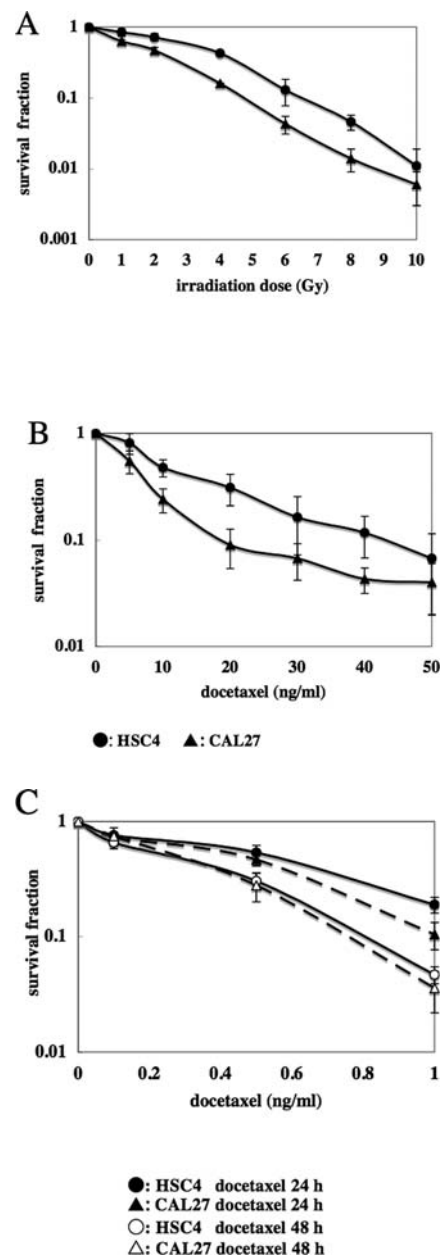 A
1
0.1
0.01
0.001
survival fraction
0 1 2 3 4 5 6 7 8 9 10
irradiation dose (Gy)
B
1
0.1
0.01
survival fraction
0 10 20 30 40 50
docetaxel (ng/ml)
●: HSC4 ▲: CAL27
C
1
0.1
0.01
survival fraction
0 0.2 0.4 0.6 0.8 1
docetaxel (ng/ml)
●: HSC4 docetaxel 24 h
▲: CAL27 docetaxel 24 h
○: HSC4 docetaxel 48 h
△: CAL27 docetaxel 48 h